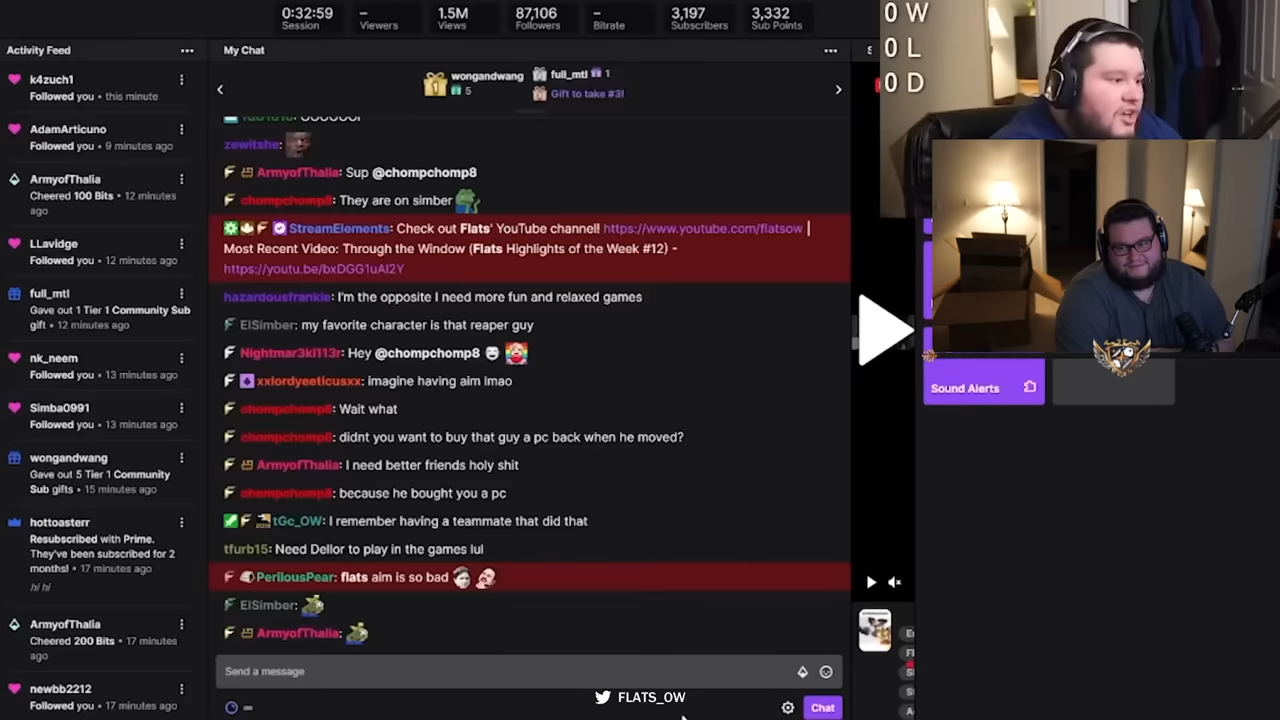 0:32:59
Session
–
Viewers
1.5M
Views
87,106
Followers
–
Bitrate
3,197
Subscribers
3,332
Sub Points
0 W
0 L
0 D
Activity Feed
k4zuch1
Followed you • this minute
AdamArticuno
Followed you • 9 minutes ago
ArmyofThalia
Cheered 100 Bits • 12 minutes
ago
LLavidge
Followed you • 12 minutes ago
full_mtl
Gave out 1 Tier 1 Community Sub
gift • 12 minutes ago
nk_neem
Followed you • 13 minutes ago
Simba0991
Followed you • 13 minutes ago
wongandwang
Gave out 5 Tier 1 Community
Sub gifts • 15 minutes ago
hottoasterr
Resubscribed with Prime.
They've been subscribed for 2
months! • 17 minutes ago
hi hi
ArmyofThalia
Cheered 200 Bits • 17 minutes
ago
newbb2212
Followed you • 17 minutes ago
My Chat
wongandwang
5
full_mtl 1
Gift to take #3!
zewitshe:
ArmyofThalia: Sup @chompchomp8
chompchomp8: They are on simber
StreamElements: Check out Flats' YouTube channel! https://www.youtube.com/flatsow |
Most Recent Video: Through the Window (Flats Highlights of the Week #12) -
https://youtu.be/bxDGG1uAI2Y
hazardousfrankie: I'm the opposite I need more fun and relaxed games
ElSimber: my favorite character is that reaper guy
Nightmar3kl113r: Hey @chompchomp8
xxlordyeeticusxx: imagine having aim lmao
chompchomp8: Wait what
chompchomp8: didnt you want to buy that guy a pc back when he moved?
ArmyofThalia: I need better friends holy shit
chompchomp8: because he bought you a pc
tGc_OW: I remember having a teammate that did that
tfurb15: Need Dellor to play in the games lul
PerilousPear: flats aim is so bad
ElSimber:
ArmyofThalia:
Send a message
Chat
FLATS_OW
Sound Alerts